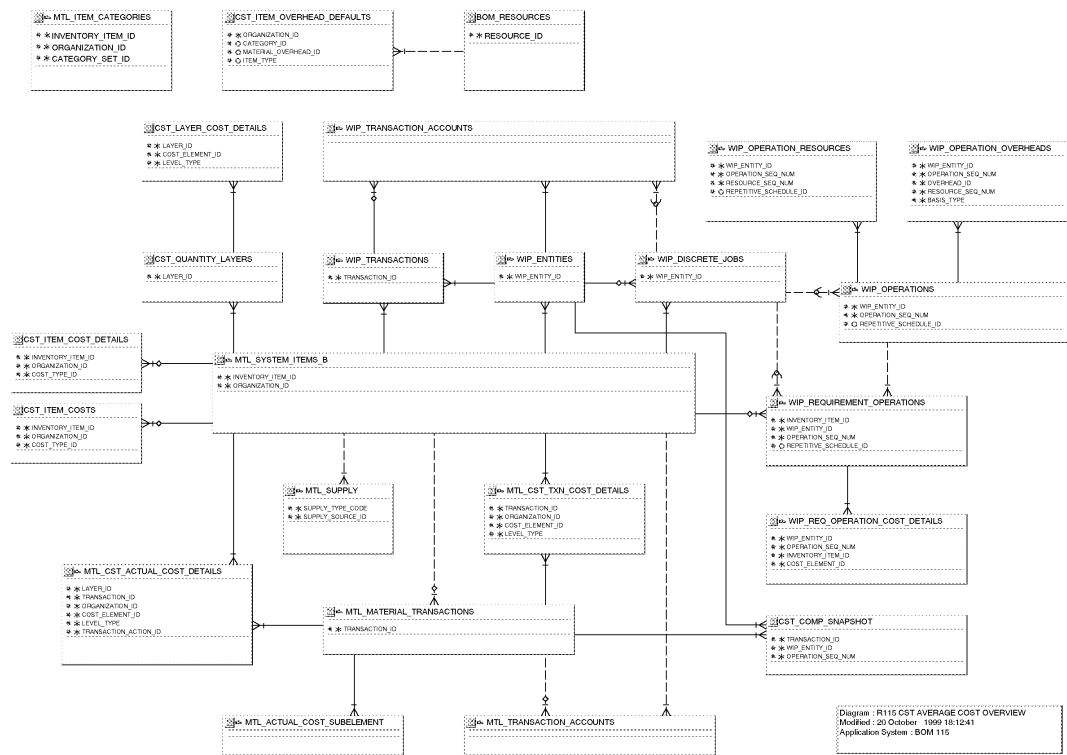 MTL_ITEM_CATEGORIES
INVENTORY_ITEM_ID
ORGANIZATION_ID
CATEGORY_SET_ID
CST_ITEM_OVERHEAD_DEFAULTS
ORGANIZATION_ID
CATEGORY_ID
MATERIAL_OVERHEAD_ID
ITEM_TYPE
BOM_RESOURCES
RESOURCE_ID
CST_LAYER_COST_DETAILS
LAYER_ID
COST_ELEMENT_ID
LEVEL_TYPE
WIP_TRANSACTION_ACCOUNTS
WIP_OPERATION_RESOURCES
WIP_ENTITY_ID
OPERATION_SEQ_NUM
RESOURCE_SEQ_NUM
REPETITIVE_SCHEDULE_ID
WIP_OPERATION_OVERHEADS
WIP_ENTITY_ID
OPERATION_SEQ_NUM
OVERHEAD_ID
RESOURCE_SEQ_NUM
BASIS_TYPE
CST_QUANTITY_LAYERS
LAYER_ID
WIP_TRANSACTIONS
TRANSACTION_ID
WIP_ENTITIES
WIP_ENTITY_ID
WIP_DISCRETE_JOBS
WIP_ENTITY_ID
WIP_OPERATIONS
WIP_ENTITY_ID
OPERATION_SEQ_NUM
REPETITIVE_SCHEDULE_ID
CST_ITEM_COST_DETAILS
INVENTORY_ITEM_ID
ORGANIZATION_ID
COST_TYPE_ID
MTL_SYSTEM_ITEMS_B
INVENTORY_ITEM_ID
ORGANIZATION_ID
CST_ITEM_COSTS
INVENTORY_ITEM_ID
ORGANIZATION_ID
COST_TYPE_ID
WIP_REQUIREMENT_OPERATIONS
INVENTORY_ITEM_ID
WIP_ENTITY_ID
OPERATION_SEQ_NUM
REPETITIVE_SCHEDULE_ID
MTL_SUPPLY
SUPPLY_TYPE_CODE
SUPPLY_SOURCE_ID
MTL_CST_TXN_COST_DETAILS
TRANSACTION_ID
ORGANIZATION_ID
COST_ELEMENT_ID
LEVEL_TYPE
WIP_REQ_OPERATION_COST_DETAILS
WIP_ENTITY_ID
OPERATION_SEQ_NUM
INVENTORY_ITEM_ID
COST_ELEMENT_ID
MTL_CST_ACTUAL_COST_DETAILS
LAYER_ID
TRANSACTION_ID
ORGANIZATION_ID
COST_ELEMENT_ID
LEVEL_TYPE
TRANSACTION_ACTION_ID
MTL_MATERIAL_TRANSACTIONS
TRANSACTION_ID
CST_COMP_SNAPSHOT
TRANSACTION_ID
WIP_ENTITY_ID
OPERATION_SEQ_NUM
MTL_ACTUAL_COST_SUBELEMENT
MTL_TRANSACTION_ACCOUNTS
Diagram : R115 CST AVERAGE COST OVERVIEW
Modified : 20 October 1999 18:12:41
Application System : BOM 115